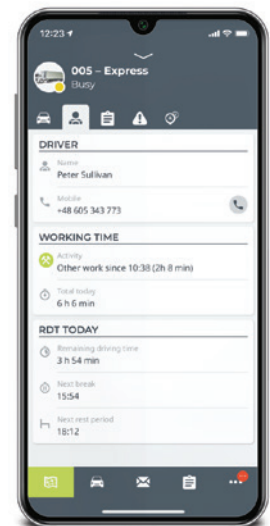 12:23
005 – Express
Busy
DRIVER
Name
Peter Sullivan
Mobile
+48 605 343 773
WORKING TIME
Activity
Other work since 10:38 (2h 8 min)
Total today
6 h 6 min
RDT TODAY
Remaining driving time
3 h 54 min
Next break
15:54
Next rest period
18:12